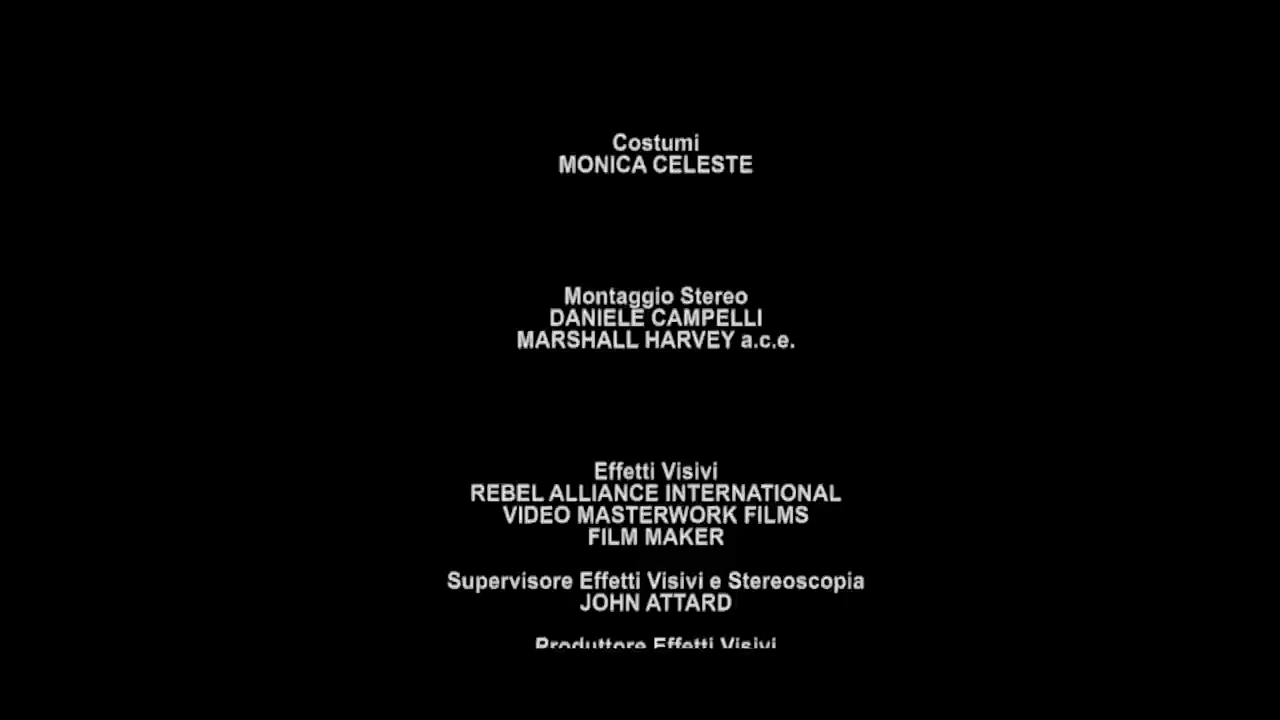 Costumi
MONICA CELESTE
Montaggio Stereo
DANIELE CAMPELLI
MARSHALL HARVEY a.c.e.
Effetti Visivi
REBEL ALLIANCE INTERNATIONAL
VIDEO MASTERWORK FILMS
FILM MAKER
Supervisore Effetti Visivi e Stereoscopia
JOHN ATTARD
Produttore Effetti Visivi